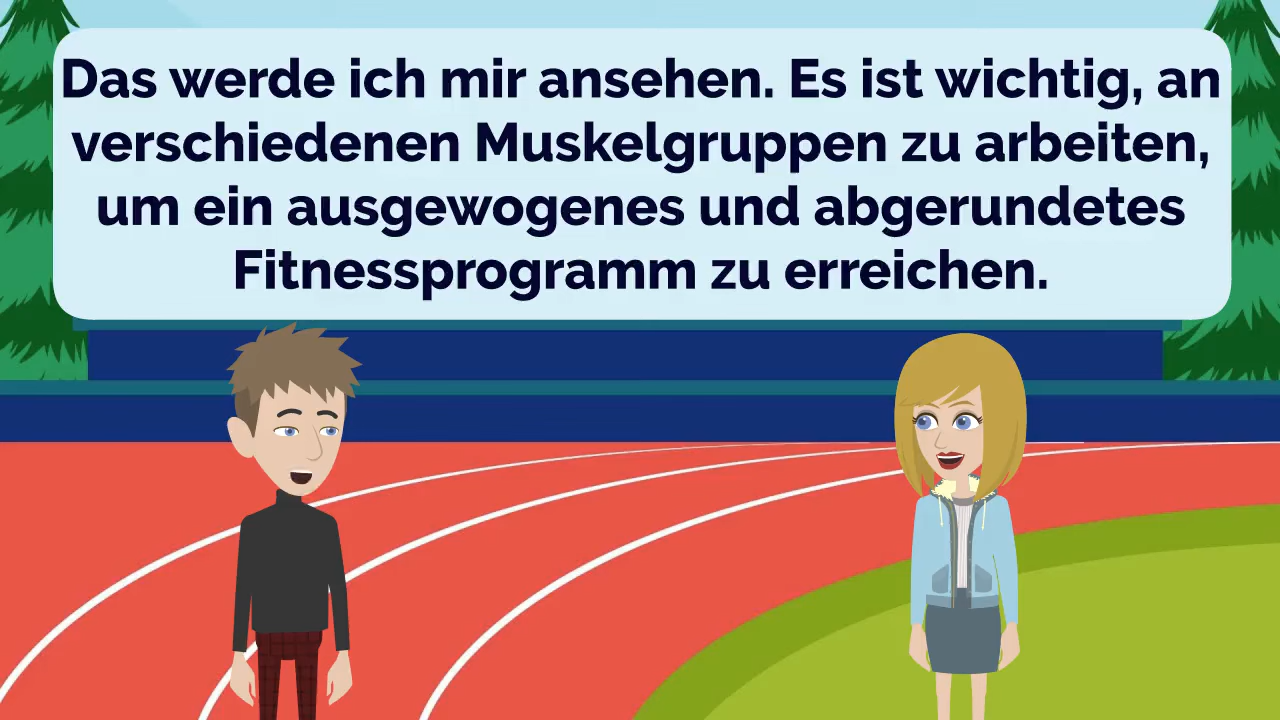 Das werde ich mir ansehen. Es ist wichtig, an
verschiedenen Muskelgruppen zu arbeiten,
um ein ausgewogenes und abgerundetes
Fitnessprogramm zu erreichen.